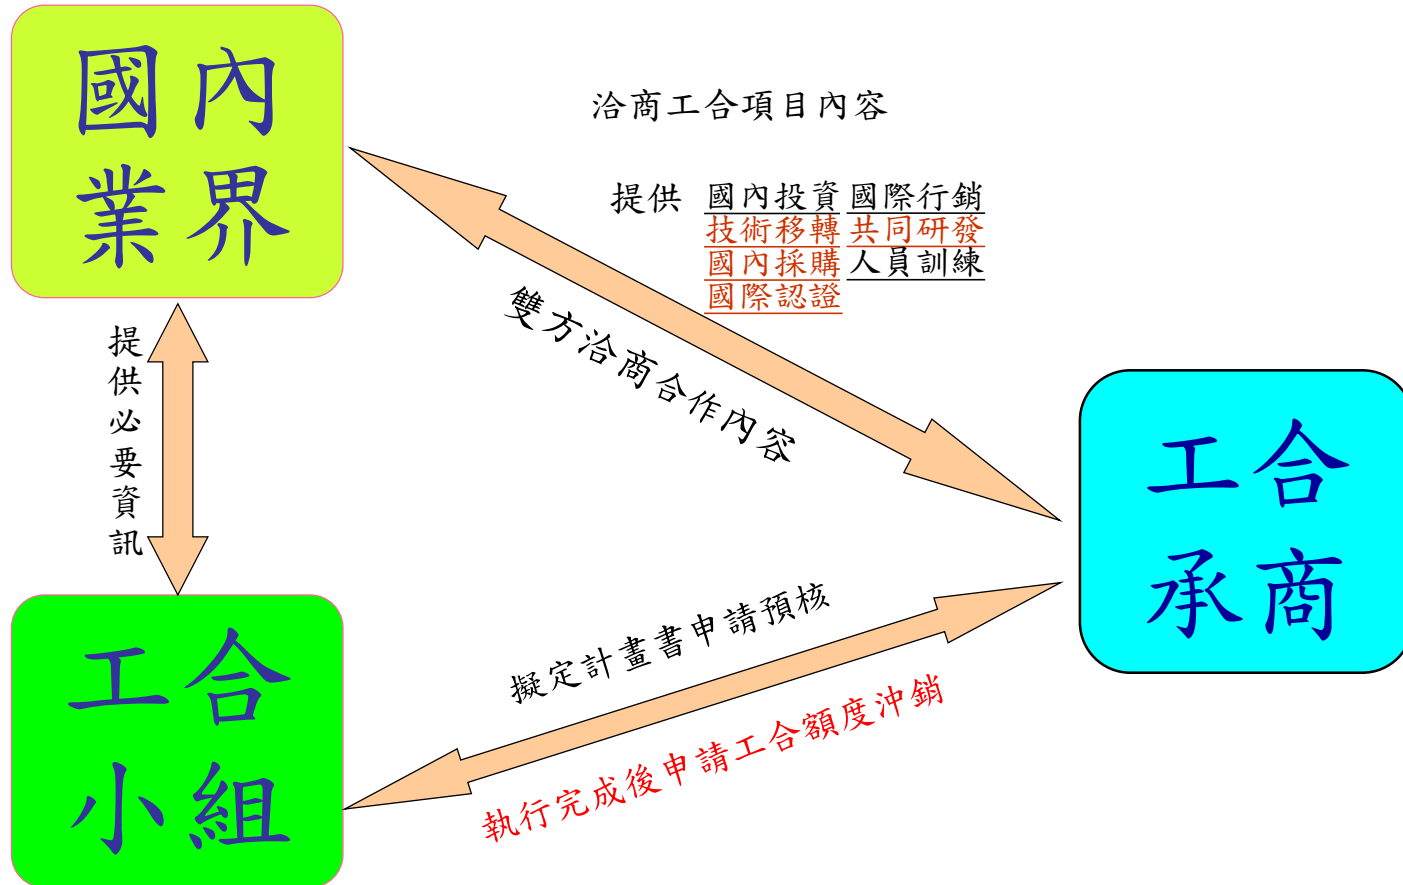 國內
業界
洽商工合項目內容
提供 國內投資 國際行銷
技術移轉 共同研發
國內採購 人員訓練
國際認證
雙方洽商合作內容
提供必要資訊
工合
承商
擬定計畫書申請預核
執行完成後申請工合額度沖銷
工合
小組